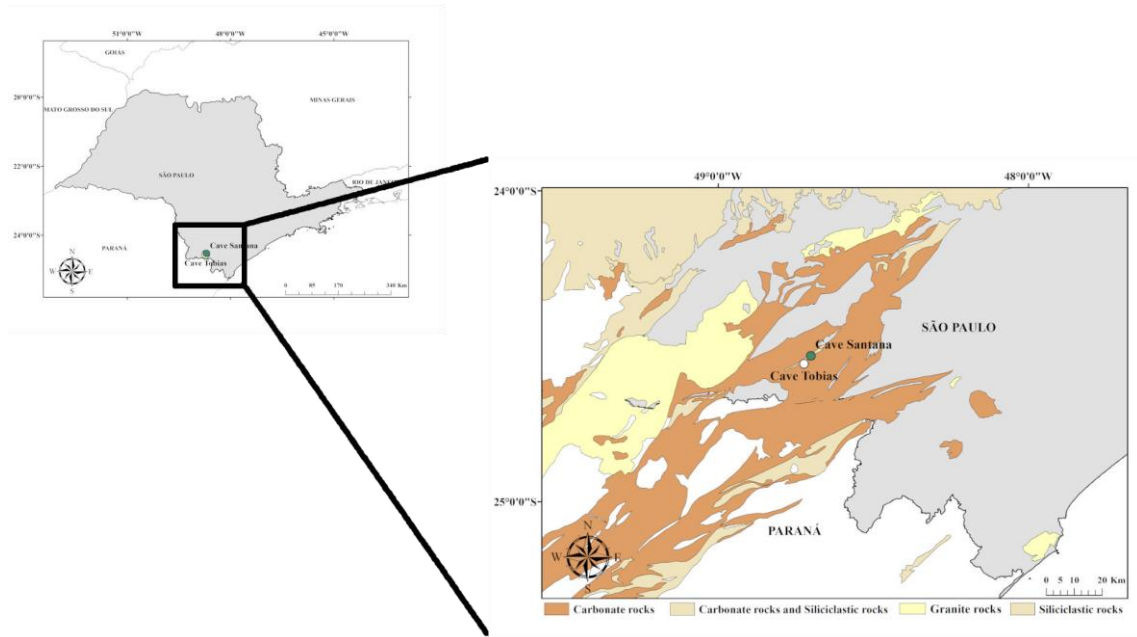 51°0'0"W 48°0'0"W 45°0'0"W
GOIÁS
20°0'0"S
MATO GROSSO DO SUL
MINAS GERAIS
22°0'0"S
SÃO PAULO
RIO DE JANEI
24°0'0"S
PARANÁ
Cave Santana
Cave Tobias
N
W E
S
0 85 170 340 Km
49°0'0"W 48°0'0"W
24°0'0"S
SÃO PAULO
Cave Santana
Cave Tobias
25°0'0"S
PARANÁ
N
W E
S
0 5 10 20 Km
Carbonate rocks Carbonate rocks and Siliciclastic rocks Granite rocks Siliciclastic rocks